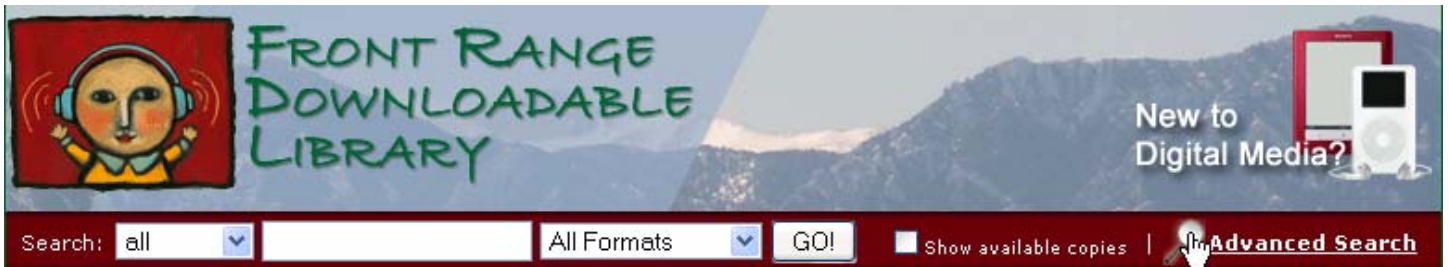 FRONT RANGE
DOWNLOADABLE
LIBRARY
New to
Digital Media?
Search: all All Formats GO! Show available copies | Advanced Search